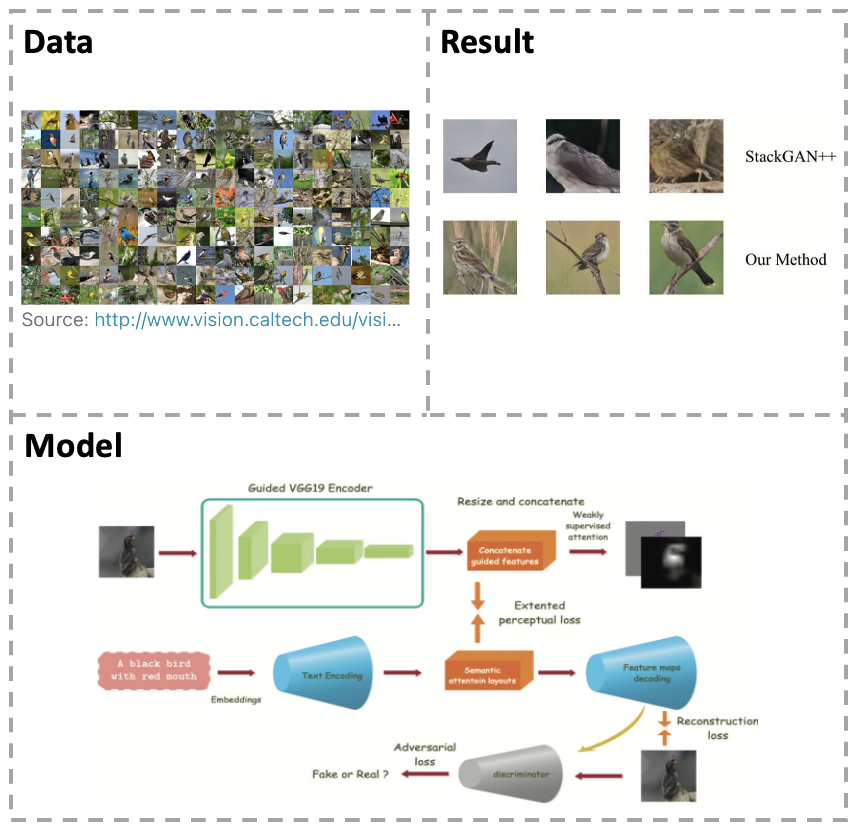 Data
Source: http://www.vision.caltech.edu/visi...
Result
StackGAN++
Our Method
Model
Guided VGG19 Encoder
Resize and concatenate
Weakly
supervised
attention
Concatenate
guided features
Extented
perceptual loss
A black bird
with red mouth
Embeddings
Text Encoding
Semantic
attentain layouts
Feature maps
decoding
Reconstruction
loss
Adversarial
loss
Fake or Real ?
discriminator